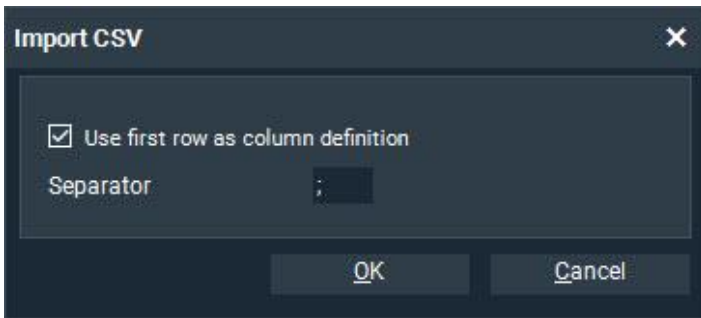 Import CSV
Use first row as column definition
Separator ;
OK Cancel